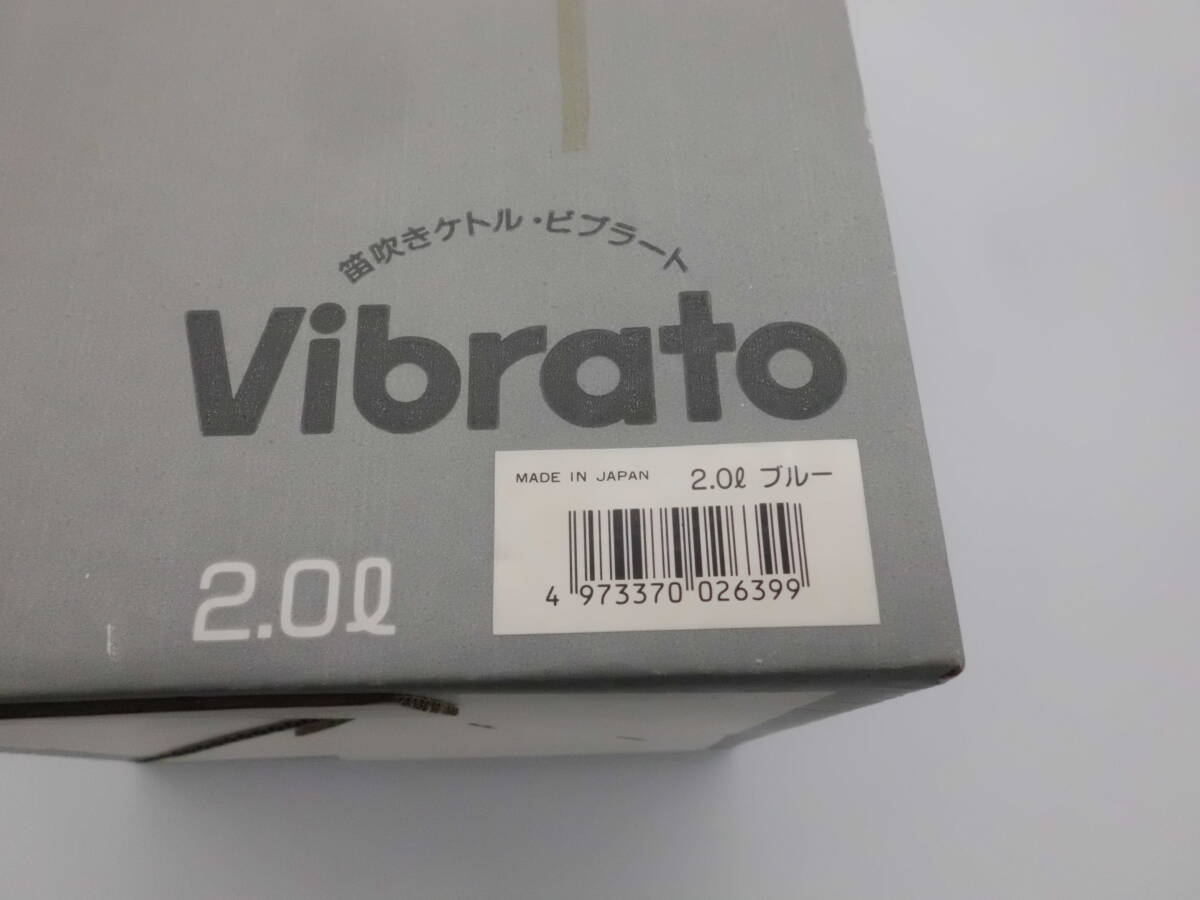 笛吹きケトル・ビブラート
Vibrato
MADE IN JAPAN 2.0ℓ ブルー
4 973370 026399
2.0ℓ